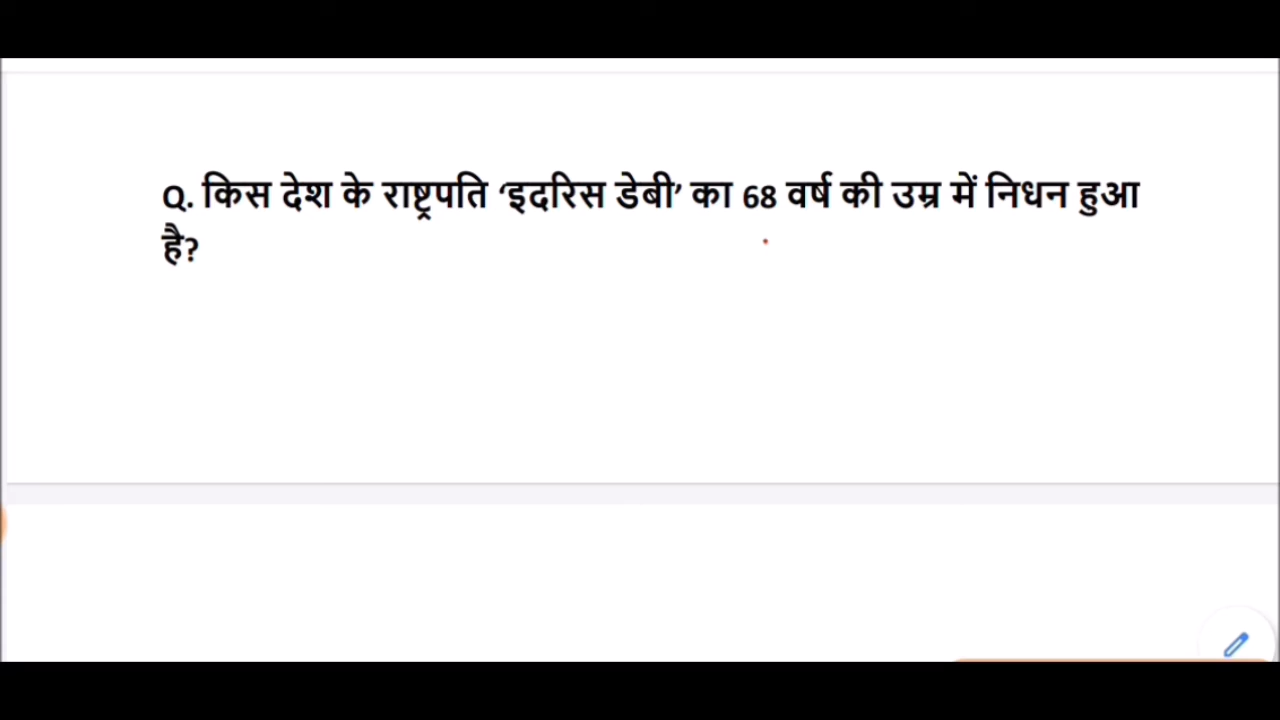 Q. किस देश के राष्ट्रपति ‘इदरिस डेबी’ का 68 वर्ष की उम्र में निधन हुआ
है?